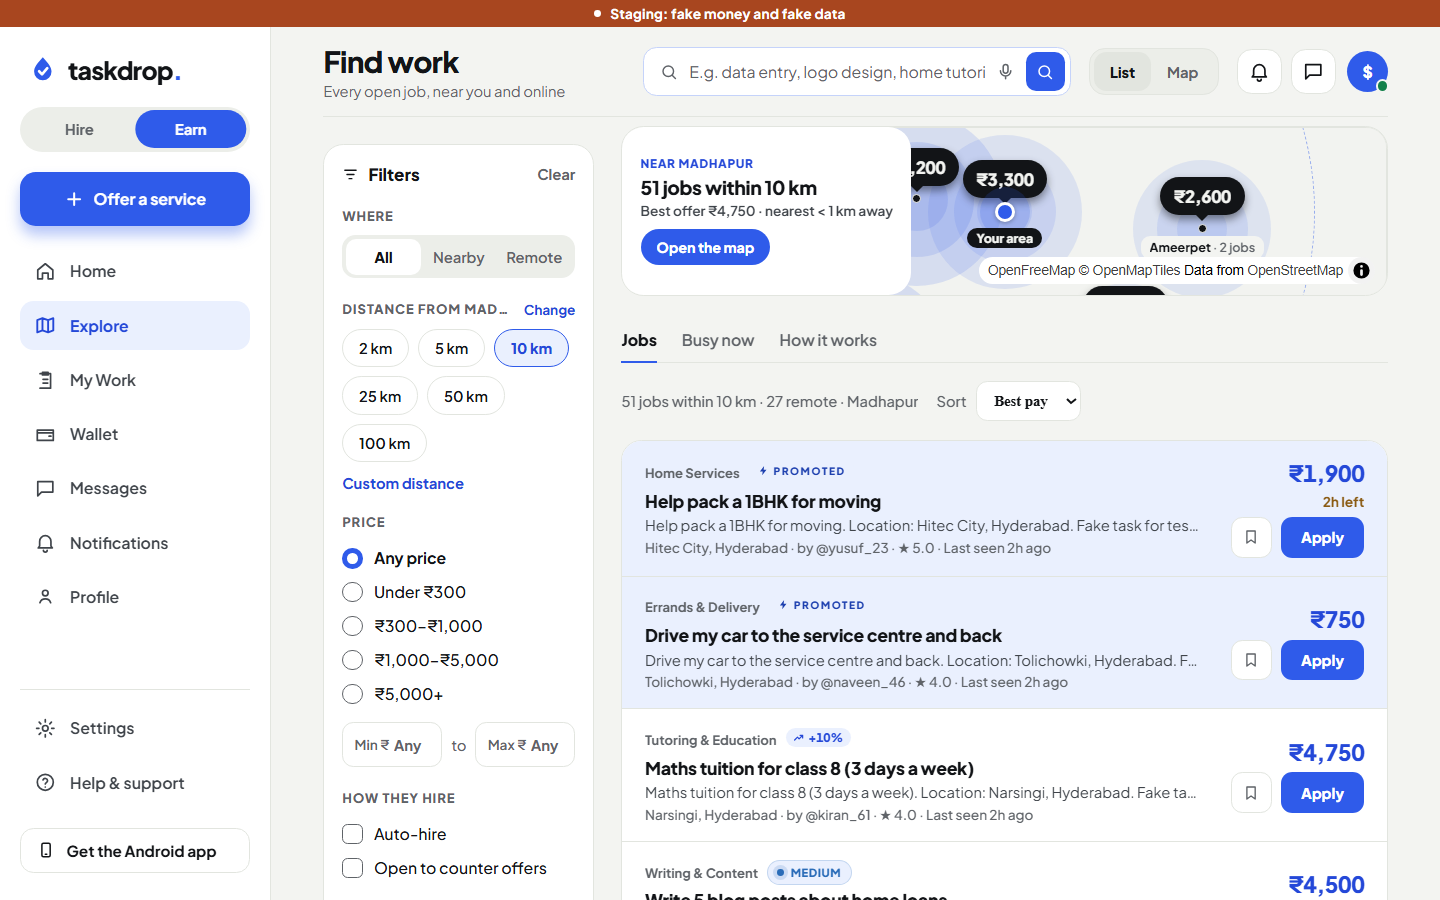 Staging: fake money and fake data
taskdrop.
Hire
Earn
Offer a service
Home
Explore
My Work
Wallet
Messages
Notifications
Profile
Settings
Help & support
Get the Android app
Find work
Every open job, near you and online
E.g. data entry, logo design, home tutori
List
Map
$
Filters
Clear
WHERE
All
Nearby
Remote
DISTANCE FROM MAD...
Change
2 km
5 km
10 km
25 km
50 km
100 km
Custom distance
PRICE
Any price
Under ₹300
₹300–₹1,000
₹1,000–₹5,000
₹5,000+
Min ₹ Any
to
Max ₹ Any
HOW THEY HIRE
Auto-hire
Open to counter offers
NEAR MADHAPUR
51 jobs within 10 km
Best offer ₹4,750 · nearest < 1 km away
Open the map
,200
₹3,300
Your area
₹2,600
Ameerpet · 2 jobs
OpenFreeMap © OpenMapTiles Data from OpenStreetMap
Jobs
Busy now
How it works
51 jobs within 10 km · 27 remote · Madhapur
Sort
Best pay
Home Services
PROMOTED
Help pack a 1BHK for moving
Help pack a 1BHK for moving. Location: Hitec City, Hyderabad. Fake task for tes...
Hitec City, Hyderabad · by @yusuf_23 · ★ 5.0 · Last seen 2h ago
₹1,900
2h left
Apply
Errands & Delivery
PROMOTED
Drive my car to the service centre and back
Drive my car to the service centre and back. Location: Tolichowki, Hyderabad. F...
Tolichowki, Hyderabad · by @naveen_46 · ★ 4.0 · Last seen 2h ago
₹750
Apply
Tutoring & Education
+10%
Maths tuition for class 8 (3 days a week)
Maths tuition for class 8 (3 days a week). Location: Narsingi, Hyderabad. Fake ta...
Narsingi, Hyderabad · by @kiran_61 · ★ 4.0 · Last seen 2h ago
₹4,750
Apply
Writing & Content
MEDIUM
Write 5 blog posts about home loans
₹4,500